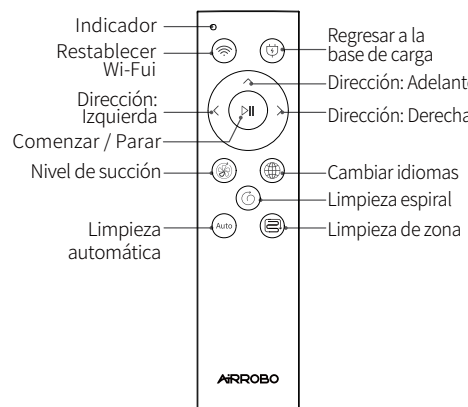 Indicador
Restablecer
Wi-Fui
Regresar a la
base de carga
Dirección: Adelante
Dirección:
Izquierda
Dirección: Derecha
Comenzar / Parar
Nivel de succión
Cambiar idiomas
Limpieza espiral
Limpieza
automática
Auto
Limpieza de zona
AIRROBO